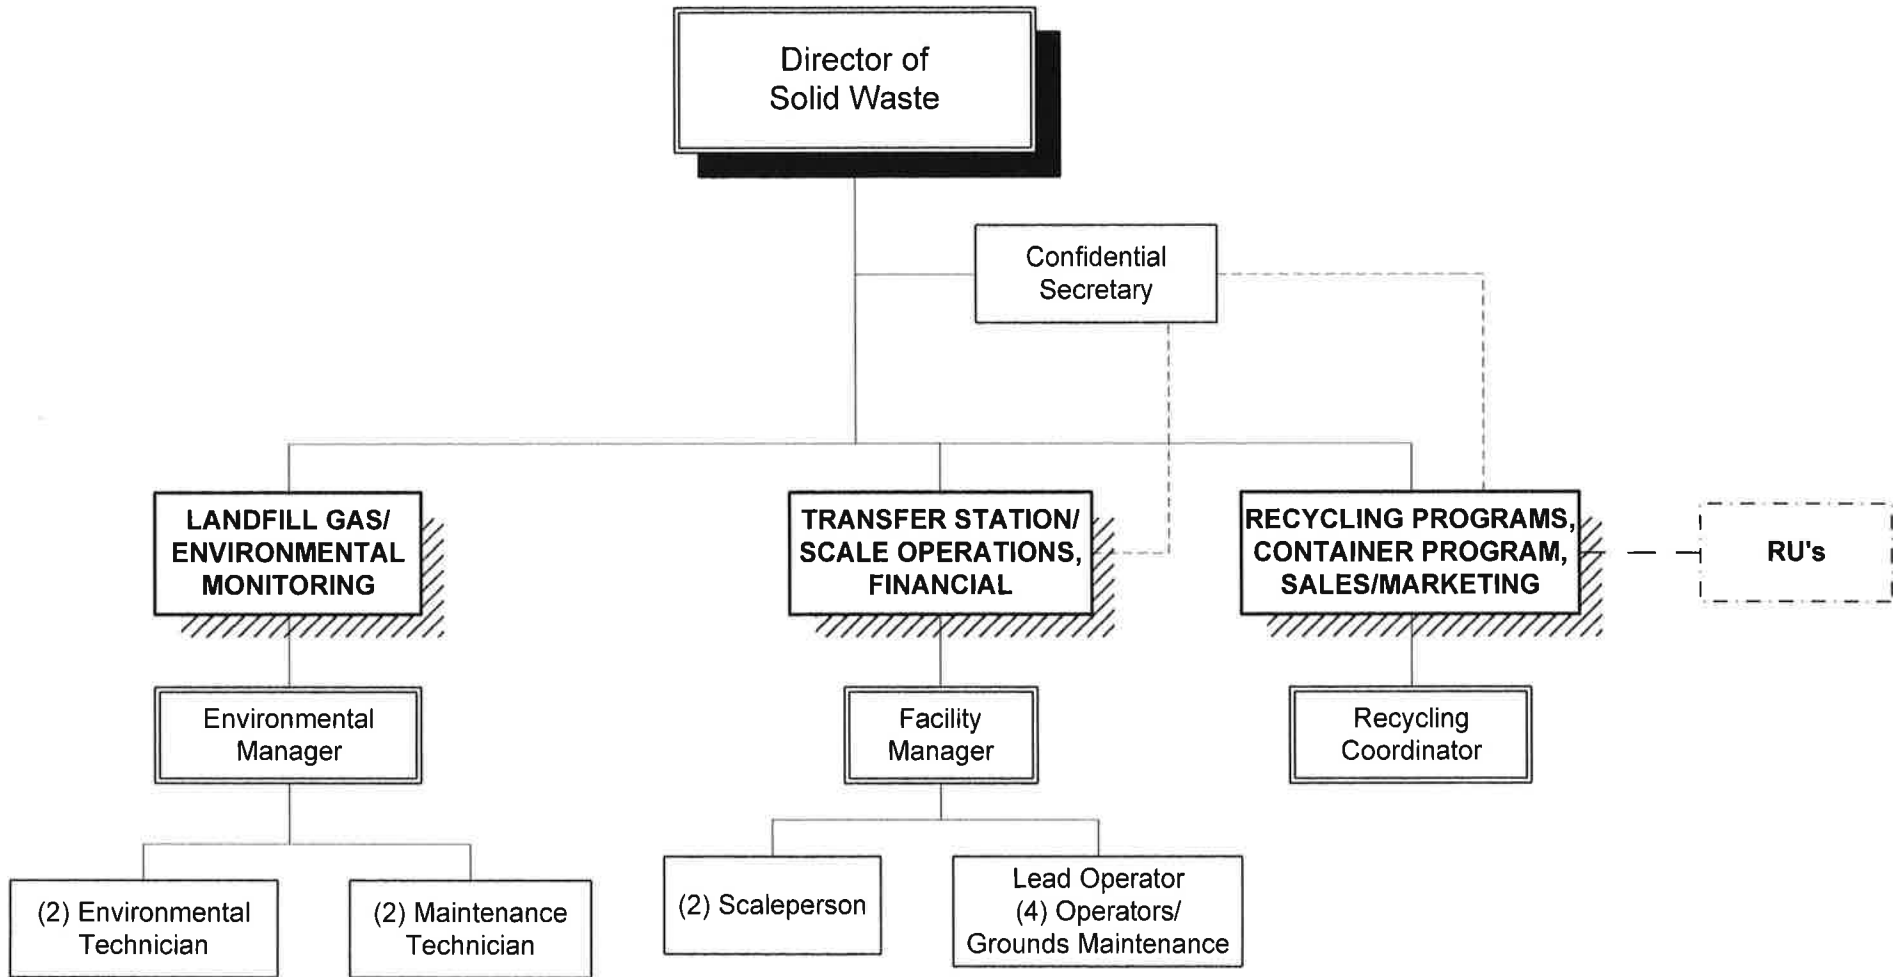 Director of
Solid Waste
Confidential
Secretary
LANDFILL GAS/
ENVIRONMENTAL
MONITORING
TRANSFER STATION/
SCALE OPERATIONS,
FINANCIAL
RECYCLING PROGRAMS,
CONTAINER PROGRAM,
SALES/MARKETING
RU's
Environmental
Manager
Facility
Manager
Recycling
Coordinator
(2) Environmental
Technician
(2) Maintenance
Technician
(2) Scaleperson
Lead Operator
(4) Operators/
Grounds Maintenance